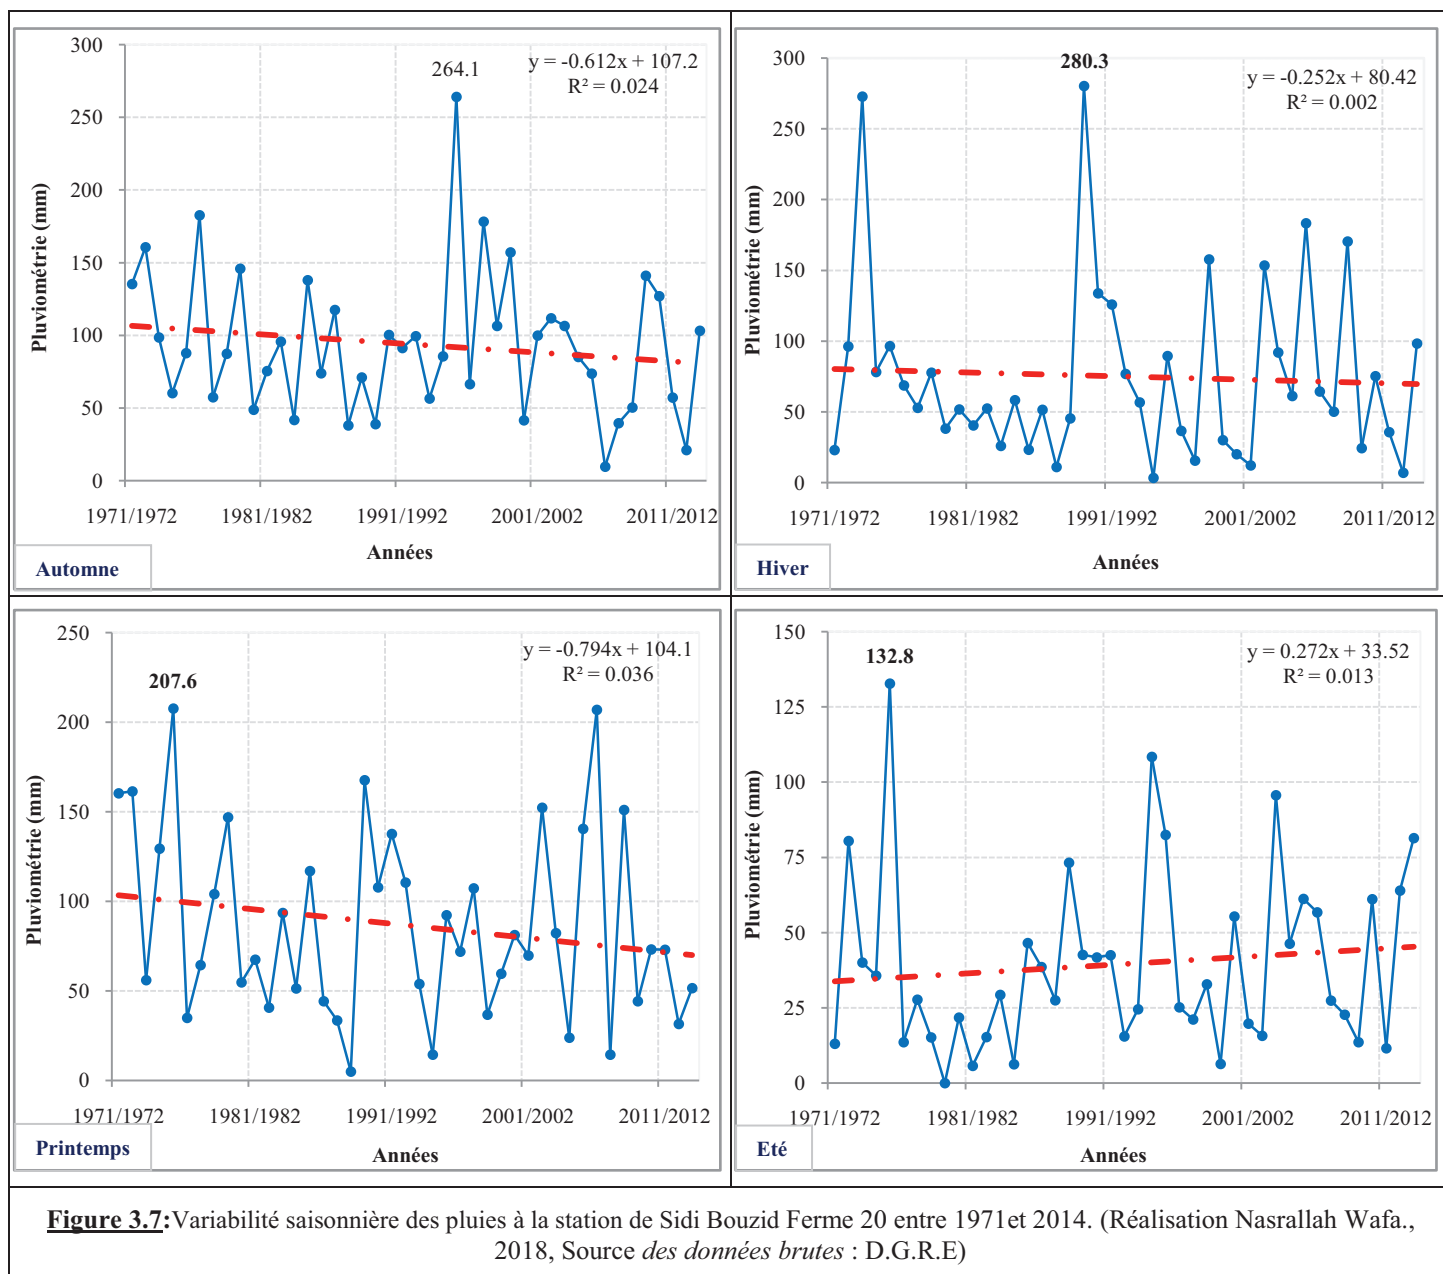 264.1
y = -0.612x + 107.2
R² = 0.024
300
250
200
150
100
50
0
Pluviométrie (mm)
1971/1972 1981/1982 1991/1992 2001/2002 2011/2012
Années
Automne
280.3
y = -0.252x + 80.42
R² = 0.002
300
250
200
150
100
50
0
Pluviométrie (mm)
1971/1972 1981/1982 1991/1992 2001/2002 2011/2012
Années
Hiver
207.6
y = -0.794x + 104.1
R² = 0.036
250
200
150
100
50
0
Pluviométrie (mm)
1971/1972 1981/1982 1991/1992 2001/2002 2011/2012
Années
Printemps
132.8
y = 0.272x + 33.52
R² = 0.013
150
125
100
75
50
25
0
Pluviométrie (mm)
1971/1972 1981/1982 1991/1992 2001/2002 2011/2012
Années
Eté
Figure 3.7:Variabilité saisonnière des pluies à la station de Sidi Bouzid Ferme 20 entre 1971et 2014. (Réalisation Nasrallah Wafa.,
2018, Source des données brutes : D.G.R.E)